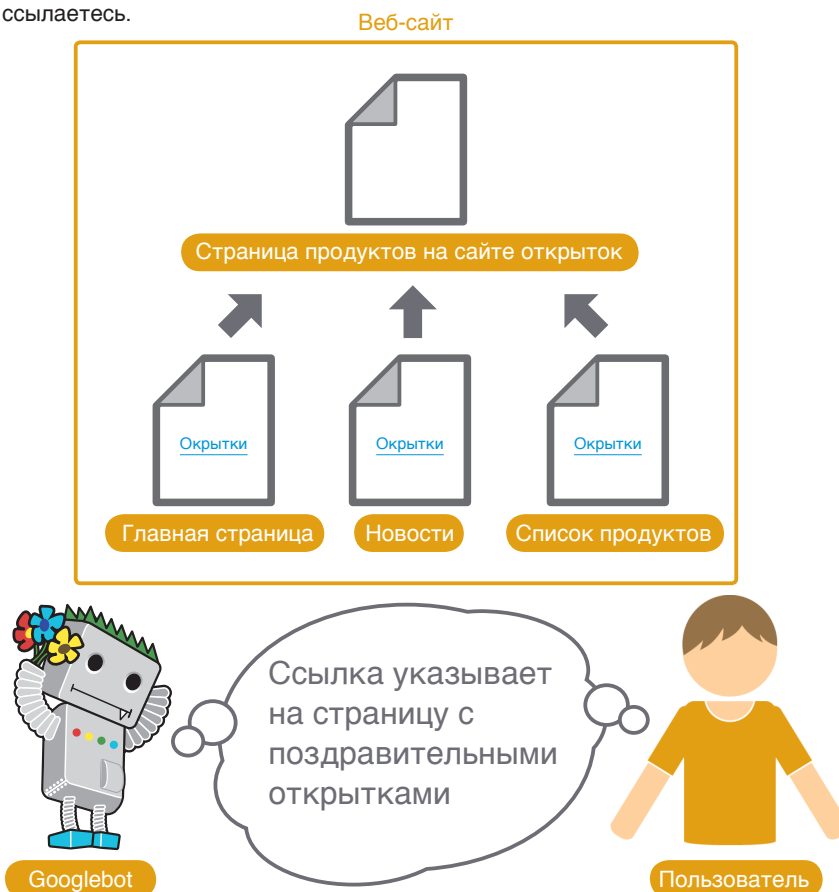 ссылаетесь.
Веб-сайт
Страница продуктов на сайте открыток
Окрытки
Окрытки
Окрытки
Главная страница
Новости
Список продуктов
Ссылка указывает
на страницу с
поздравительными
открытками
Googlebot
Пользователь